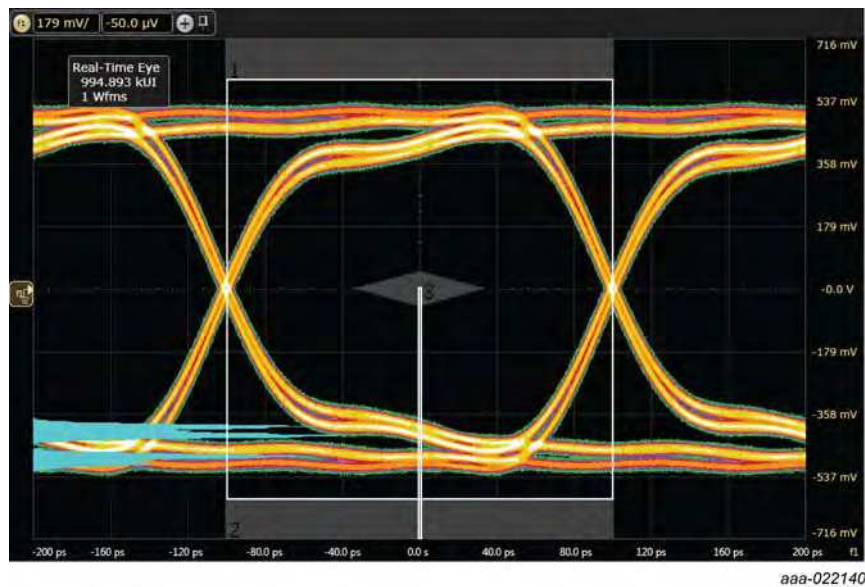 f1 179 mV/ -50.0 µV
Real-Time Eye
994.893 kUI
1 Wfms
716 mV
537 mV
358 mV
179 mV
-0.0 V
-179 mV
-358 mV
-537 mV
-716 mV
1
3
2
-200 ps -160 ps -120 ps -80.0 ps -40.0 ps 0.0 s 40.0 ps 80.0 ps 120 ps 160 ps 200 ps f1
aaa-022140